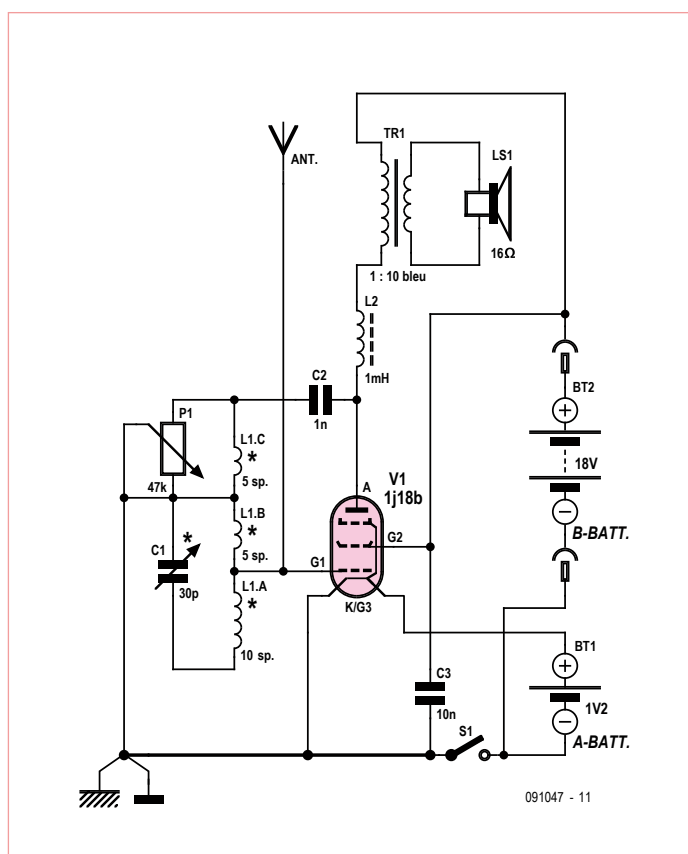 TR1
ANT.
LS1
16Ω
1 : 10 bleu
L2
C2
1mH
BT2
P1
1n
L1.C
*
V1
18V
A
1j18b
47k
5 sp.
C1
*
L1.B
*
G2
5 sp.
B-BATT.
G1
30p
L1.A
*
K/G3
BT1
10 sp.
C3
1V2
10n
S1
A-BATT.
091047 - 11